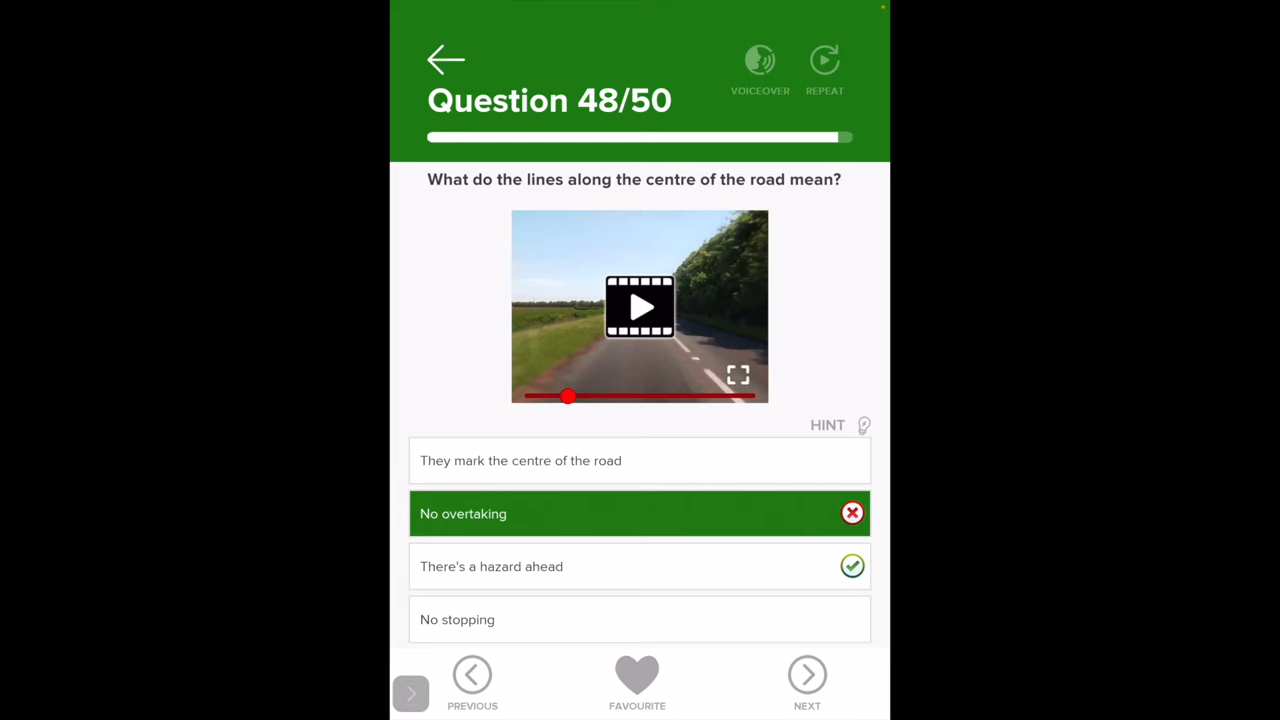 VOICEOVER REPEAT
Question 48/50
What do the lines along the centre of the road mean?
HINT
They mark the centre of the road
No overtaking
There's a hazard ahead
No stopping
PREVIOUS FAVOURITE NEXT